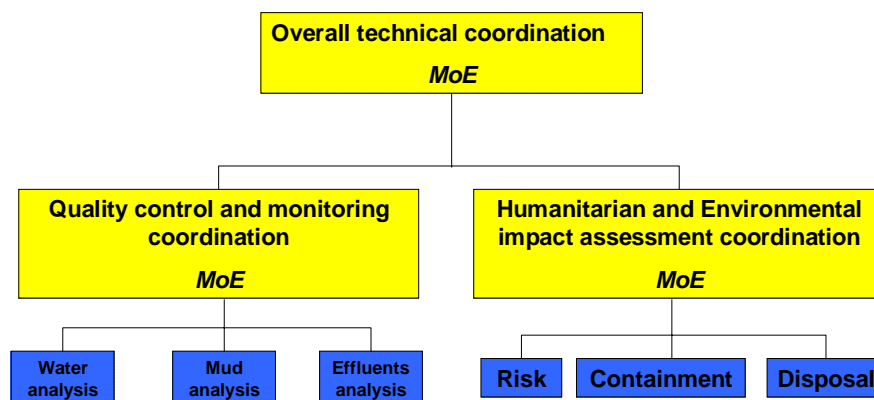 Overall technical coordination
MoE
Quality control and monitoring
coordination
MoE
Humanitarian and Environmental
impact assessment coordination
MoE
Water
analysis
Mud
analysis
Effluents
analysis
Risk
Containment
Disposal